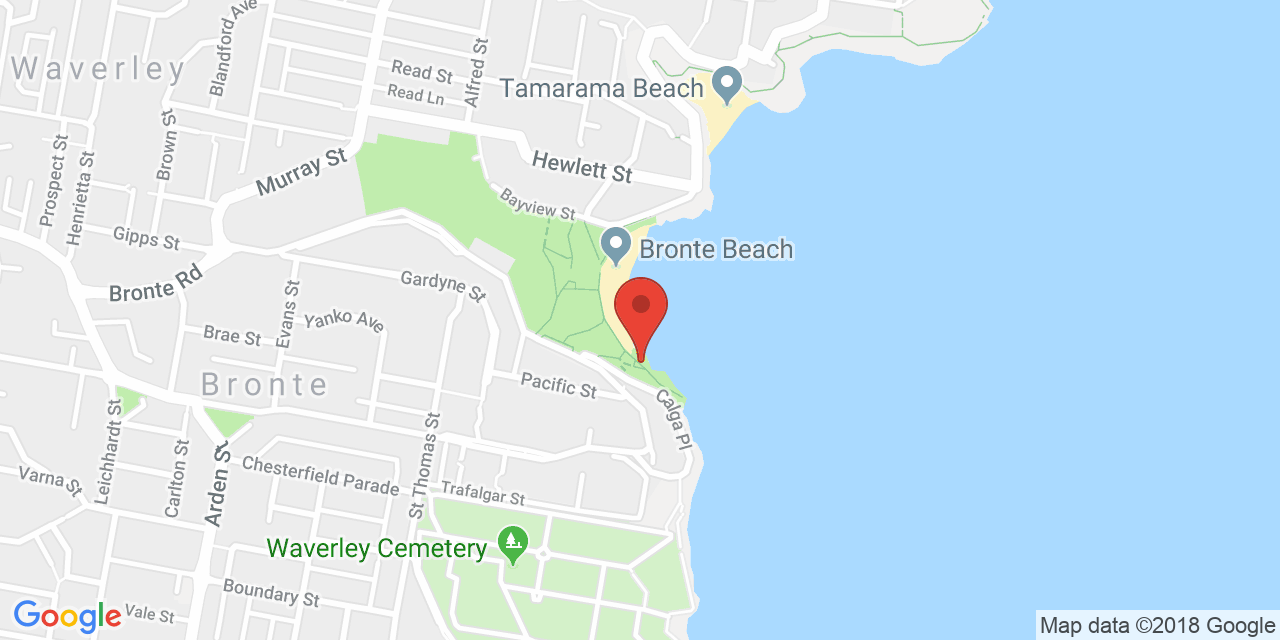 Waverley
Blandford Ave
Read St
Read Ln
Alfred St
Tamarama Beach
Brown St
Prospect St
Henrietta St
Murray St
Hewlett St
Bayview St
Gipps St
Bronte Beach
Bronte Rd
Gardyne St
Evans St
Yanko Ave
Brae St
Bronte
Pacific St
Calga Pl
Leichhardt St
Carlton St
Arden St
St Thomas St
Varna St
Chesterfield Parade
Trafalgar St
Waverley Cemetery
Boundary St
Vale St
Google
Map data ©2018 Google